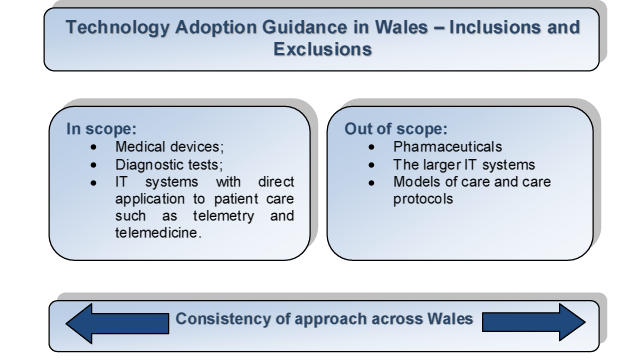 Technology Adoption Guidance in Wales – Inclusions and
Exclusions
In scope:
• Medical devices;
• Diagnostic tests;
• IT systems with direct
application to patient care
such as telemetry and
telemedicine.
Out of scope:
• Pharmaceuticals
• The larger IT systems
• Models of care and care
protocols
Consistency of approach across Wales